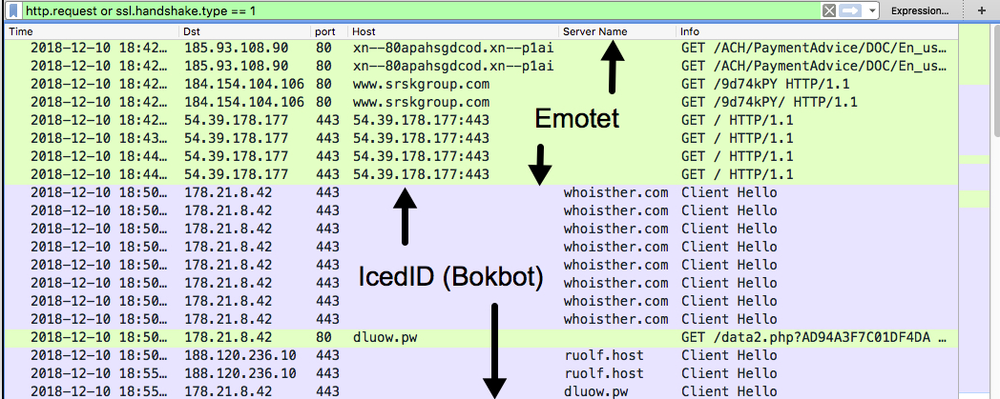 http.request or ssl.handshake.type == 1 Expression… +
Time Dst port Host Server Name Info
2018-12-10 18:42… 185.93.108.90 80 xn--80apahsgdcod.xn--p1ai GET /ACH/PaymentAdvice/DOC/En_us…
2018-12-10 18:42… 185.93.108.90 80 xn--80apahsgdcod.xn--p1ai GET /ACH/PaymentAdvice/DOC/En_us…
2018-12-10 18:42… 184.154.104.106 80 www.srskgroup.com GET /9d74kPY HTTP/1.1
2018-12-10 18:42… 184.154.104.106 80 www.srskgroup.com GET /9d74kPY/ HTTP/1.1
2018-12-10 18:42… 54.39.178.177 443 54.39.178.177:443 GET / HTTP/1.1
Emotet
2018-12-10 18:43… 54.39.178.177 443 54.39.178.177:443 GET / HTTP/1.1
2018-12-10 18:44… 54.39.178.177 443 54.39.178.177:443 GET / HTTP/1.1
2018-12-10 18:44… 54.39.178.177 443 54.39.178.177:443 GET / HTTP/1.1
2018-12-10 18:50… 178.21.8.42 443 whoisther.com Client Hello
2018-12-10 18:50… 178.21.8.42 443 whoisther.com Client Hello
2018-12-10 18:50… 178.21.8.42 443 whoisther.com Client Hello
2018-12-10 18:50… 178.21.8.42 443 whoisther.com Client Hello
2018-12-10 18:50… 178.21.8.42 443 whoisther.com Client Hello
IcedID (Bokbot)
2018-12-10 18:50… 178.21.8.42 443 whoisther.com Client Hello
2018-12-10 18:50… 178.21.8.42 443 whoisther.com Client Hello
2018-12-10 18:50… 178.21.8.42 443 whoisther.com Client Hello
2018-12-10 18:50… 178.21.8.42 80 dluow.pw GET /data2.php?AD94A3F7C01DF4DA …
2018-12-10 18:50… 188.120.236.10 443 ruolf.host Client Hello
2018-12-10 18:55… 188.120.236.10 443 ruolf.host Client Hello
2018-12-10 18:55… 178.21.8.42 443 dluow.pw Client Hello